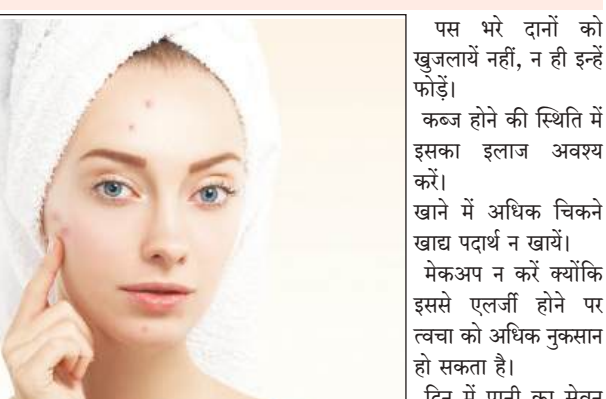 पस भरे दानों को
खुजलायें नहीं, न ही इन्हें
फोड़ें।
कब्ज होने की स्थिति में
इसका इलाज अवश्य
करें।
खाने में अधिक चिकने
खाद्य पदार्थ न खायें।
मेकअप न करें क्योंकि
इससे एलर्जी होने पर
त्वचा को अधिक नुकसान
हो सकता है।
दिन में पानी का सेवन